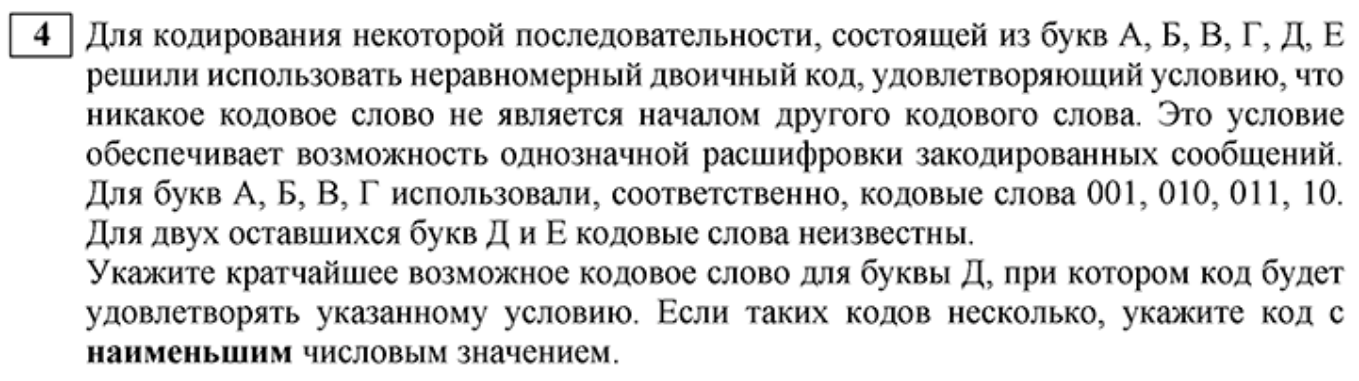 4 Для кодирования некоторой последовательности, состоящей из букв А, Б, В, Г, Д, Е
решили использовать неравномерный двоичный код, удовлетворяющий условию, что
никакое кодовое слово не является началом другого кодового слова. Это условие
обеспечивает возможность однозначной расшифровки закодированных сообщений.
Для букв А, Б, В, Г использовали, соответственно, кодовые слова 001, 010, 011, 10.
Для двух оставшихся букв Д и Е кодовые слова неизвестны.
Укажите кратчайшее возможное кодовое слово для буквы Д, при котором код будет
удовлетворять указанному условию. Если таких кодов несколько, укажите код с
наименьшим числовым значением.